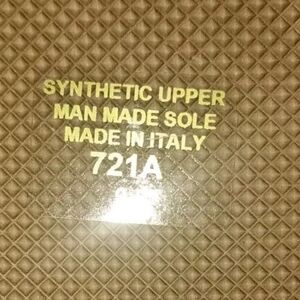 SYNTHETIC UPPER
MAN MADE SOLE
MADE IN ITALY
721A